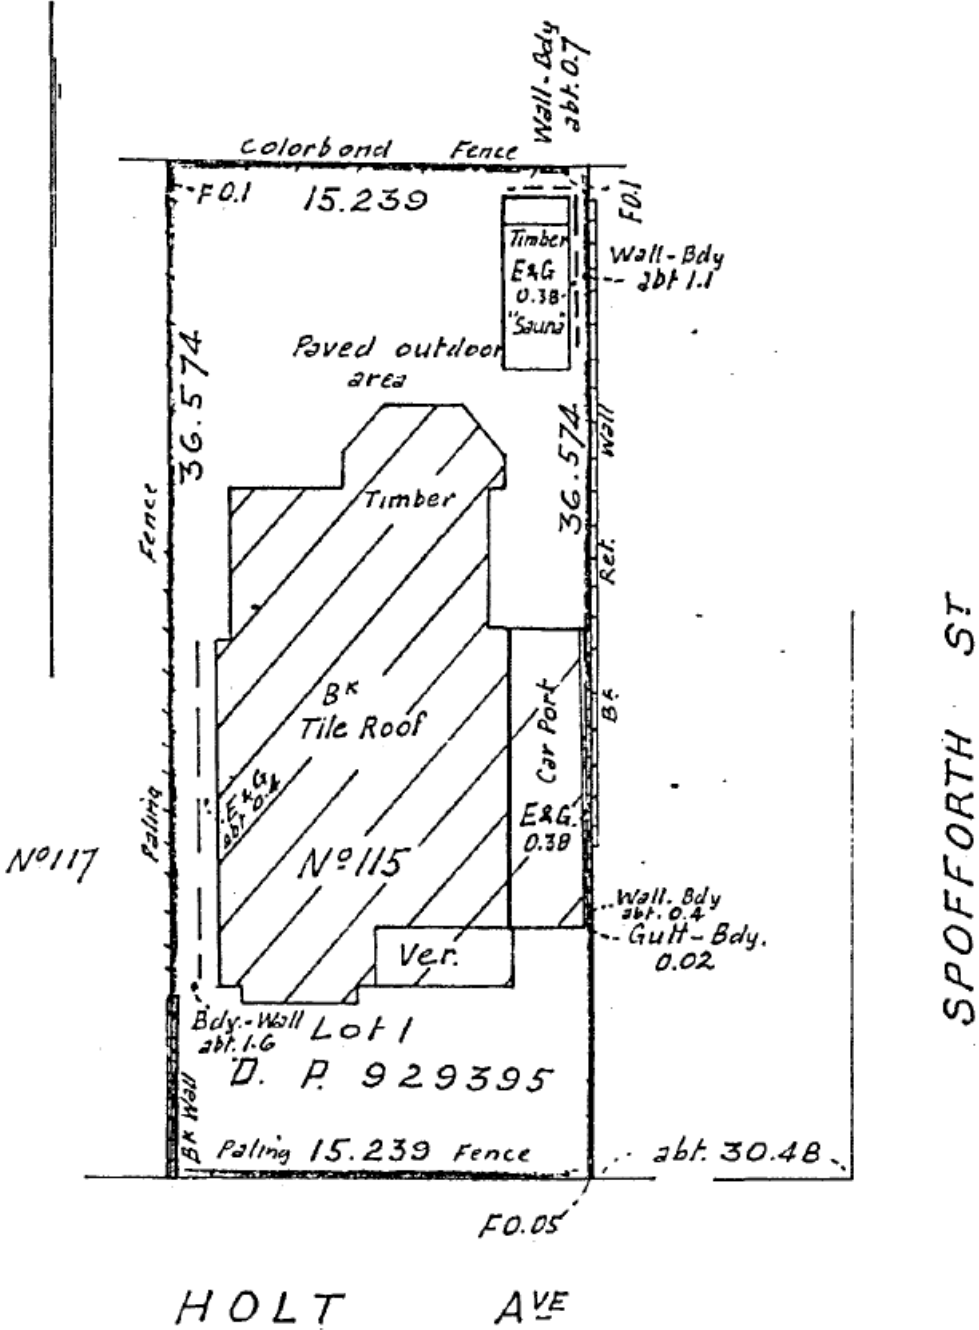 Wall-Bdy
abt. 0.7
Colorbond Fence
F0.1
15.239
F0.1
Timber
E&G
0.38
"Sauna"
Wall-Bdy
abt 1.1
Paved outdoor
area
36.574
36.574
Timber
Fence
Paling
Bk. Ret. Wall
BK
Tile Roof
Car Port
E&G.
0.38
E&G
abt 0.4
Nº117
Nº115
Wall-Bdy
abt. 0.4
Gutt-Bdy.
0.02
Ver.
Bdy.-Wall
abt. 1.6
Lot 1
D. P. 929395
BK Wall
Paling 15.239 Fence
abt. 30.48
F0.05
HOLT AVE
SPOFFORTH ST